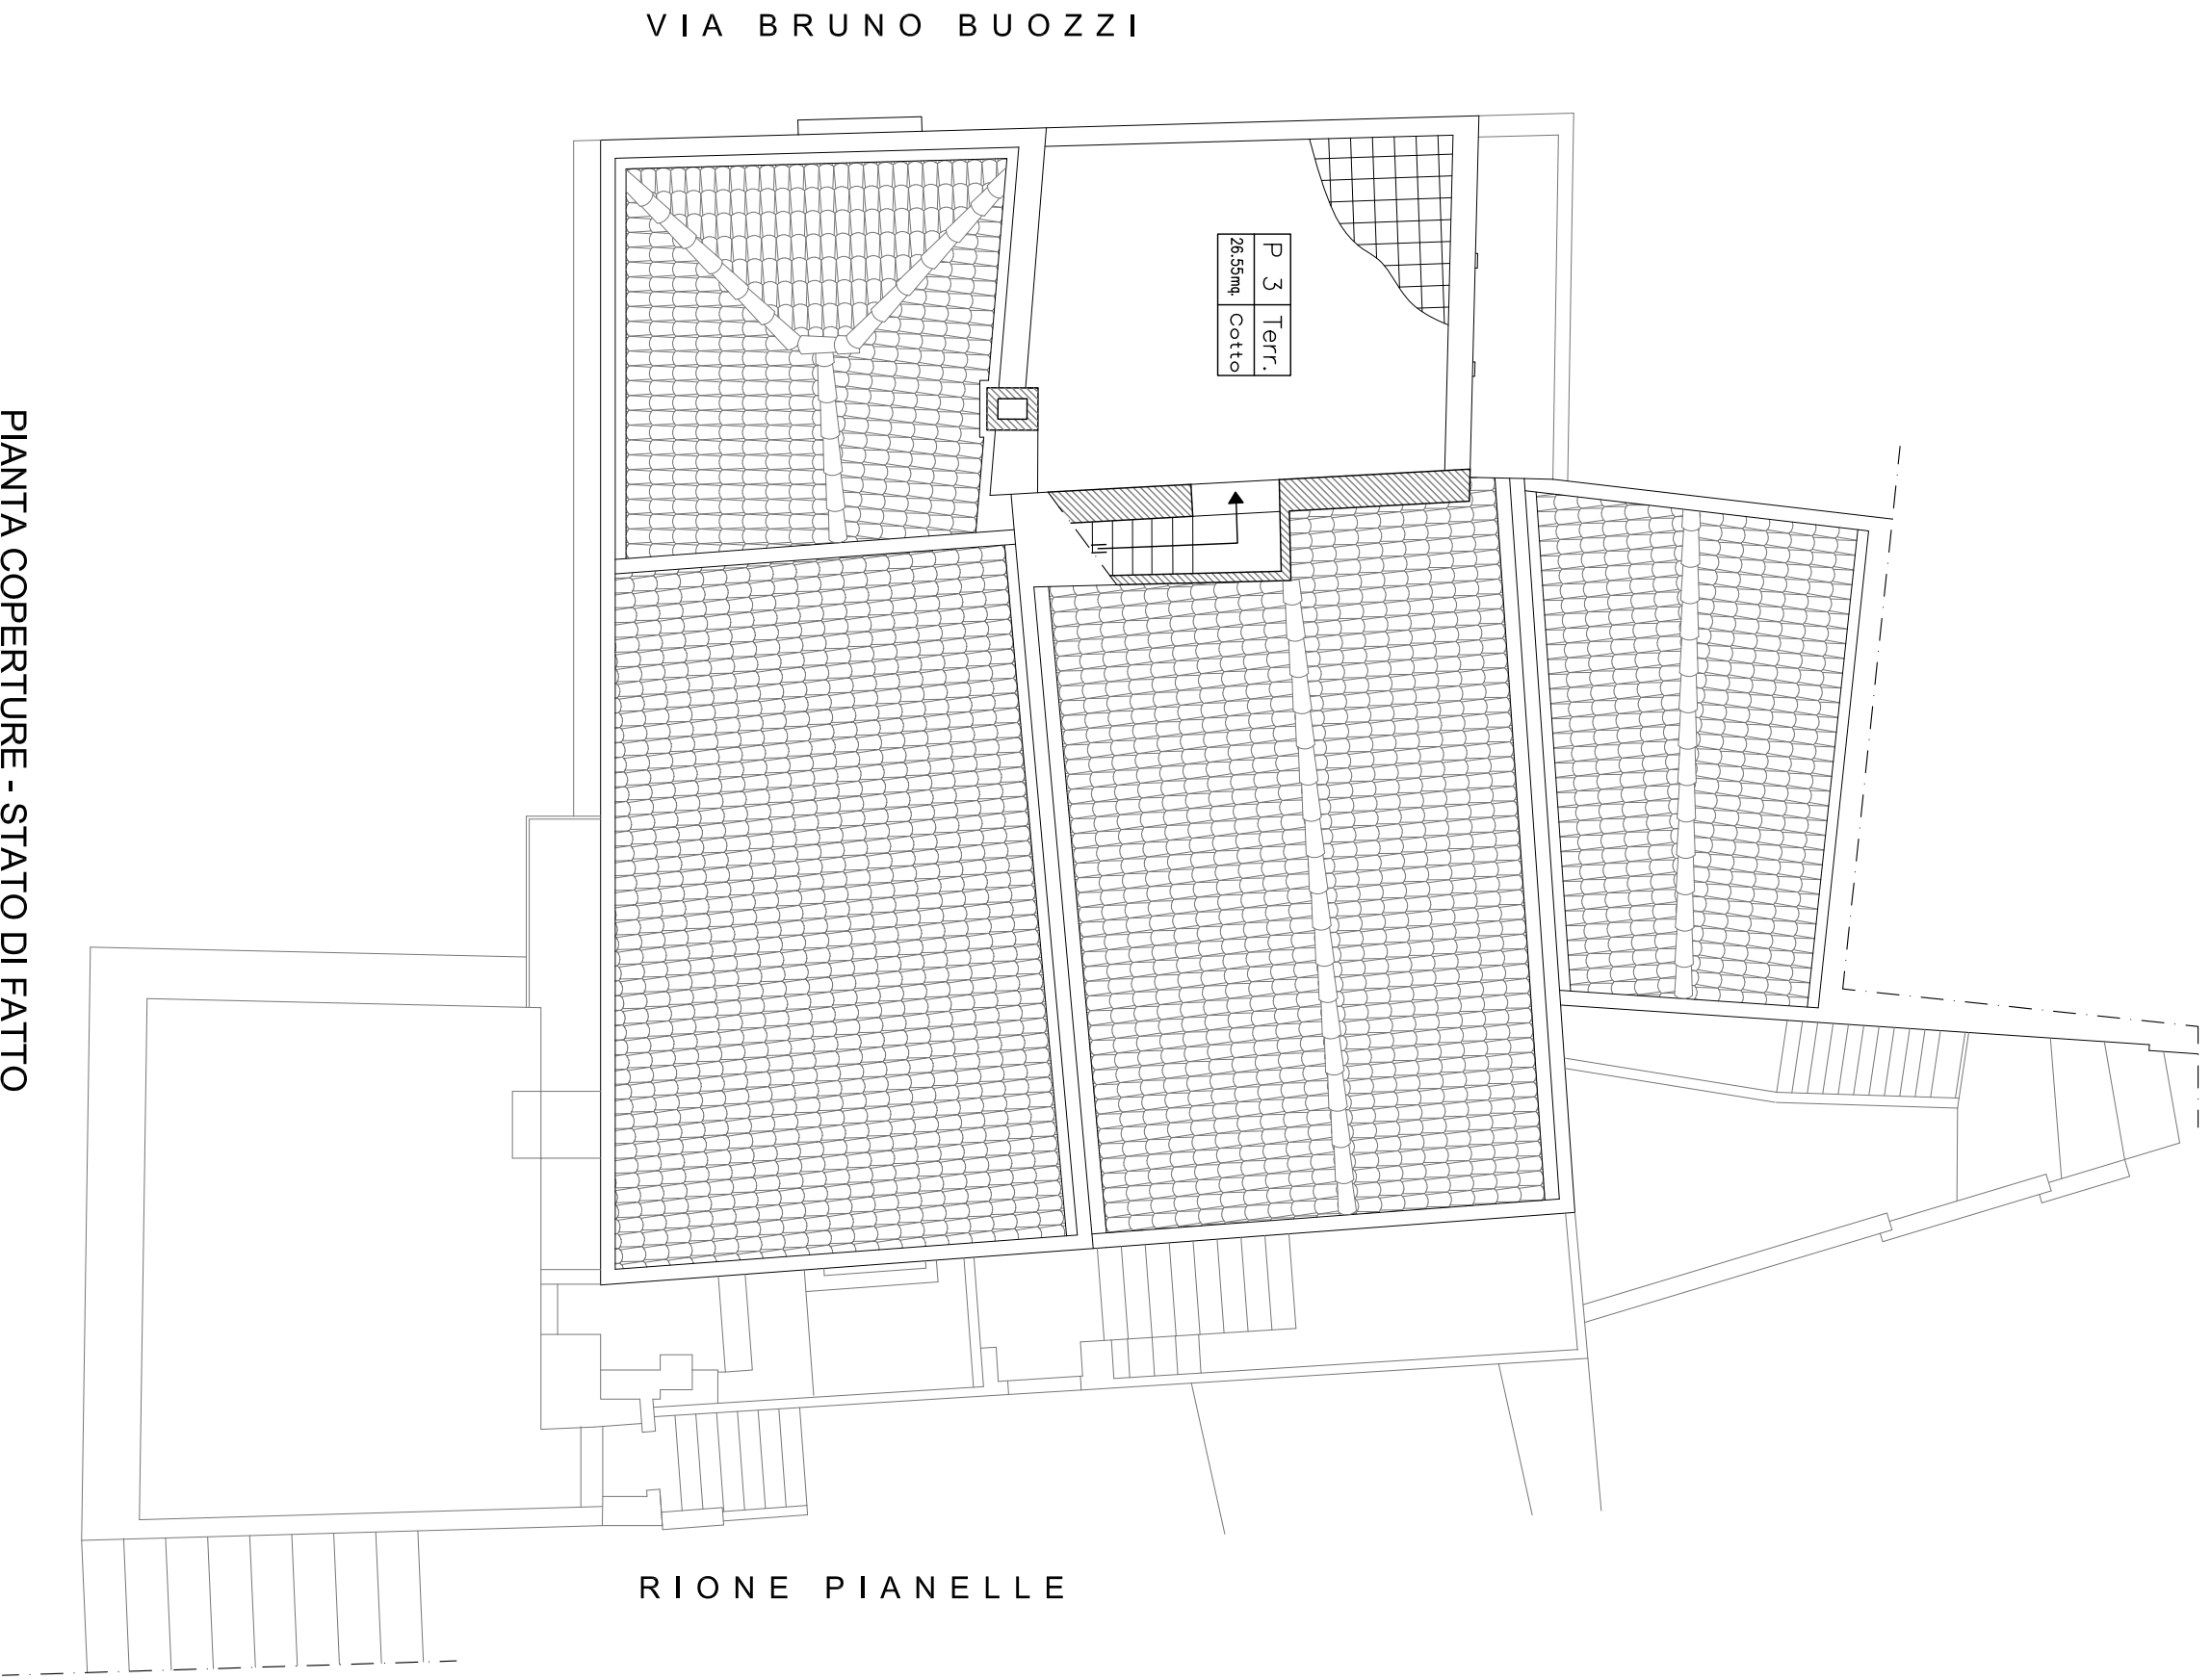 VIA BRUNO BUOZZI
P 3 Terr.
26.55mq. Cotto
PIANTA COPERTURE - STATO DI FATTO
RIONE PIANELLE